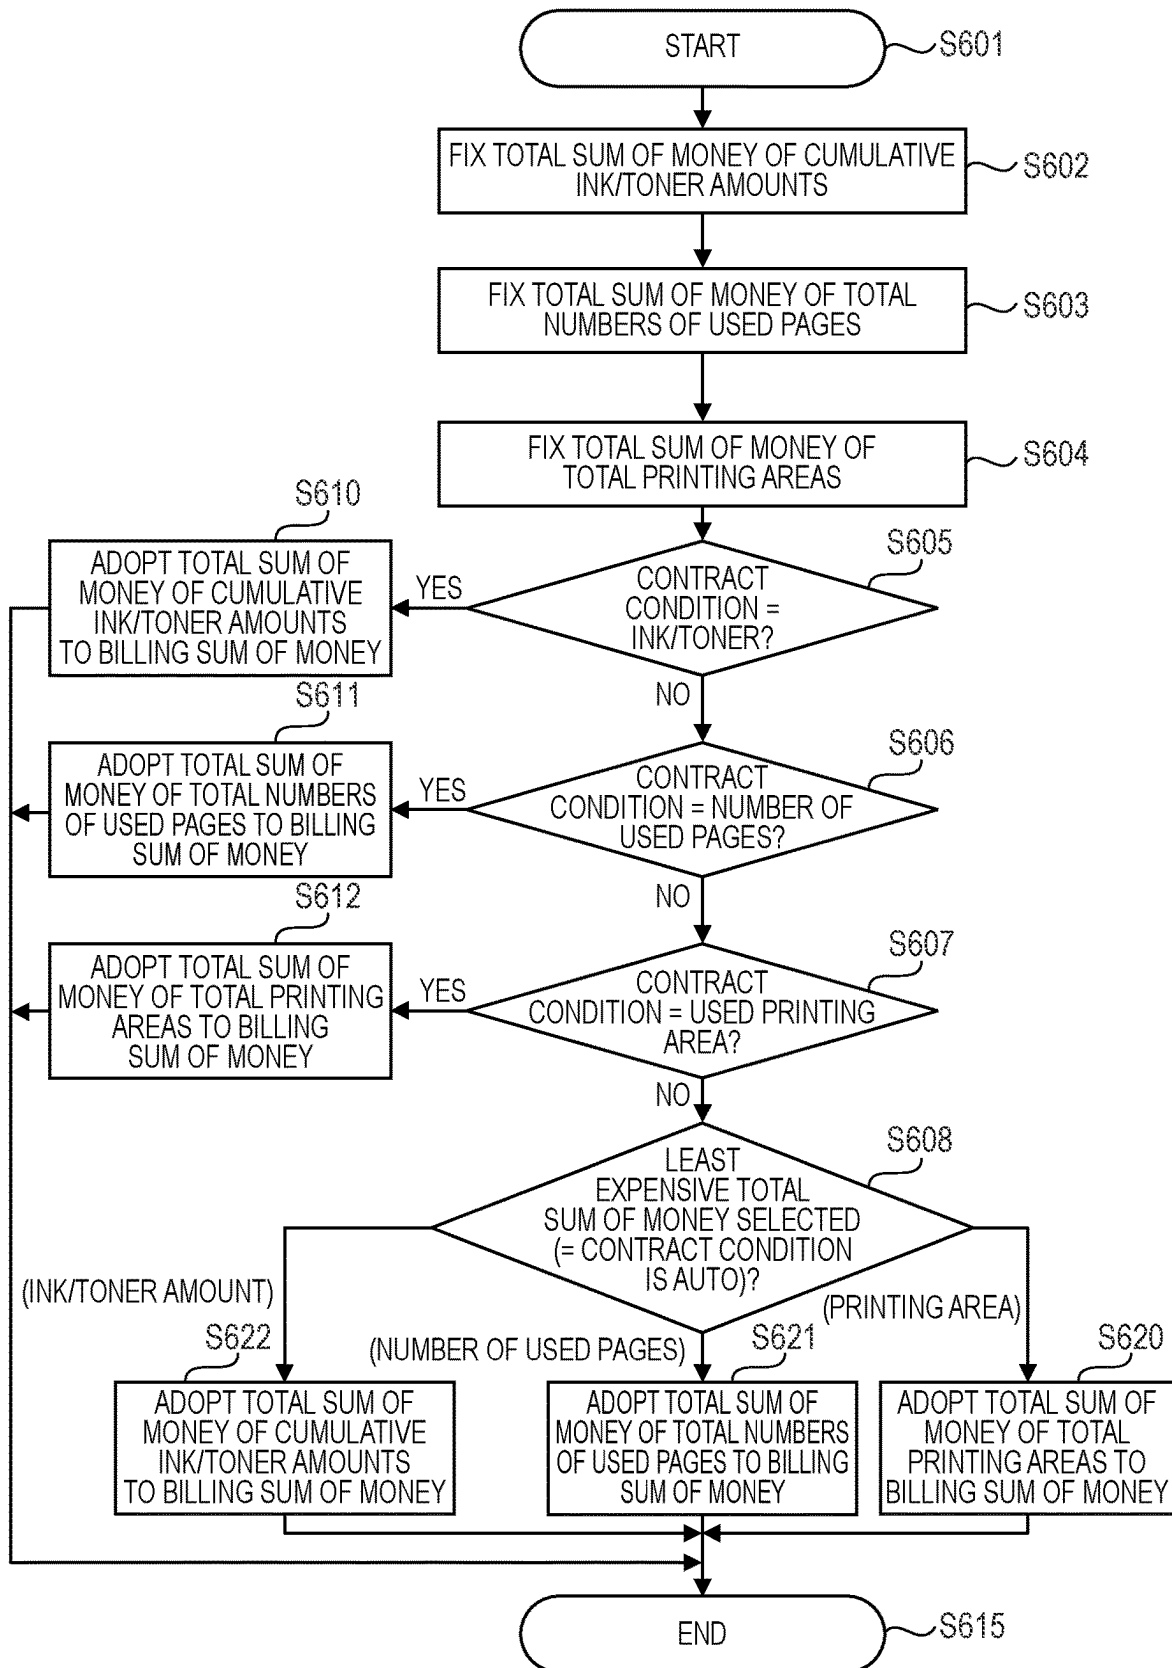 START
S601
FIX TOTAL SUM OF MONEY OF CUMULATIVE
INK/TONER AMOUNTS
S602
FIX TOTAL SUM OF MONEY OF TOTAL
NUMBERS OF USED PAGES
S603
FIX TOTAL SUM OF MONEY OF
TOTAL PRINTING AREAS
S604
S610
ADOPT TOTAL SUM OF
MONEY OF CUMULATIVE
INK/TONER AMOUNTS
TO BILLING SUM OF MONEY
YES
CONTRACT
CONDITION =
INK/TONER?
S605
NO
S611
ADOPT TOTAL SUM OF
MONEY OF TOTAL NUMBERS
OF USED PAGES TO BILLING
SUM OF MONEY
YES
CONTRACT
CONDITION = NUMBER OF
USED PAGES?
S606
NO
S612
ADOPT TOTAL SUM OF
MONEY OF TOTAL PRINTING
AREAS TO BILLING
SUM OF MONEY
YES
CONTRACT
CONDITION = USED PRINTING
AREA?
S607
NO
LEAST
EXPENSIVE TOTAL
SUM OF MONEY SELECTED
(= CONTRACT CONDITION
IS AUTO)?
S608
(INK/TONER AMOUNT)
S622
ADOPT TOTAL SUM OF
MONEY OF CUMULATIVE
INK/TONER AMOUNTS
TO BILLING SUM OF MONEY
(NUMBER OF USED PAGES)
S621
ADOPT TOTAL SUM OF
MONEY OF TOTAL NUMBERS
OF USED PAGES TO BILLING
SUM OF MONEY
(PRINTING AREA)
S620
ADOPT TOTAL SUM OF
MONEY OF TOTAL
PRINTING AREAS TO
BILLING SUM OF MONEY
END
S615